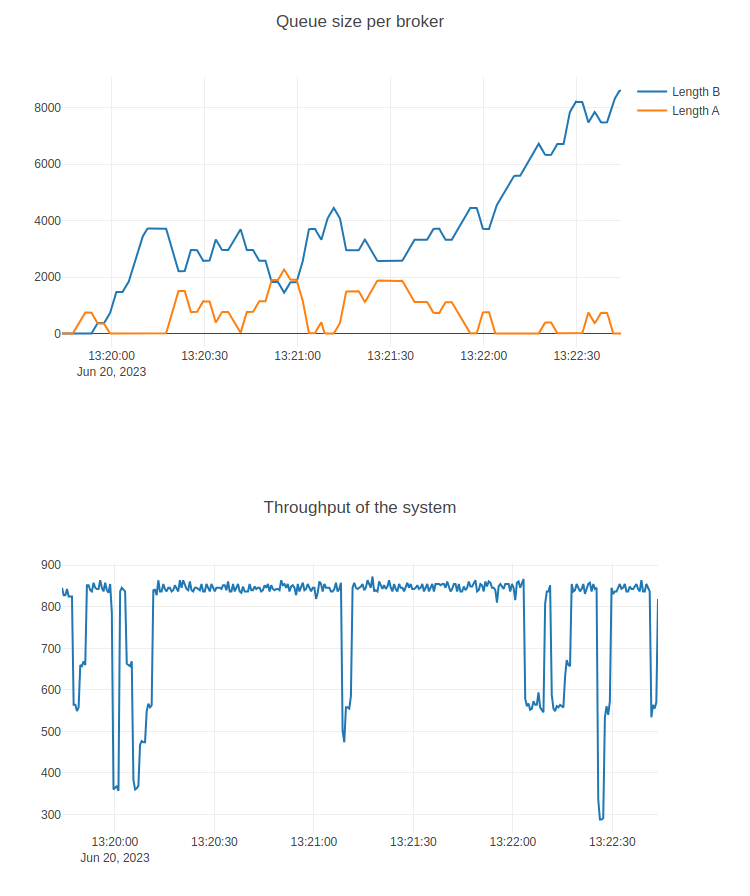 Queue size per broker
Length B
Length A
8000
6000
4000
2000
0
13:20:00 13:20:30 13:21:00 13:21:30 13:22:00 13:22:30
Jun 20, 2023
Throughput of the system
900
800
700
600
500
400
300
13:20:00 13:20:30 13:21:00 13:21:30 13:22:00 13:22:30
Jun 20, 2023